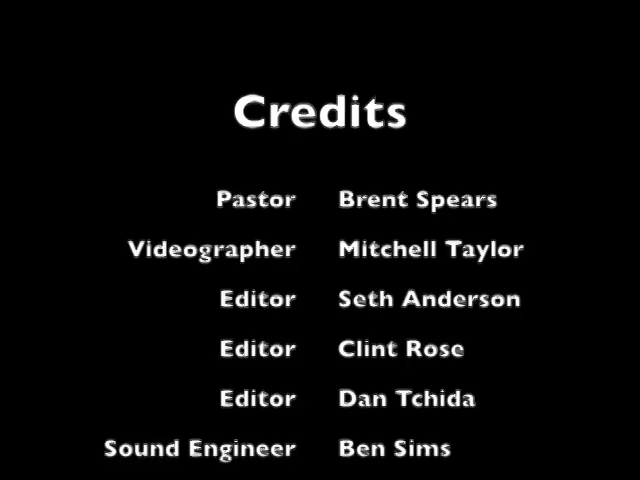 Credits
Pastor Brent Spears
Videographer Mitchell Taylor
Editor Seth Anderson
Editor Clint Rose
Editor Dan Tchida
Sound Engineer Ben Sims